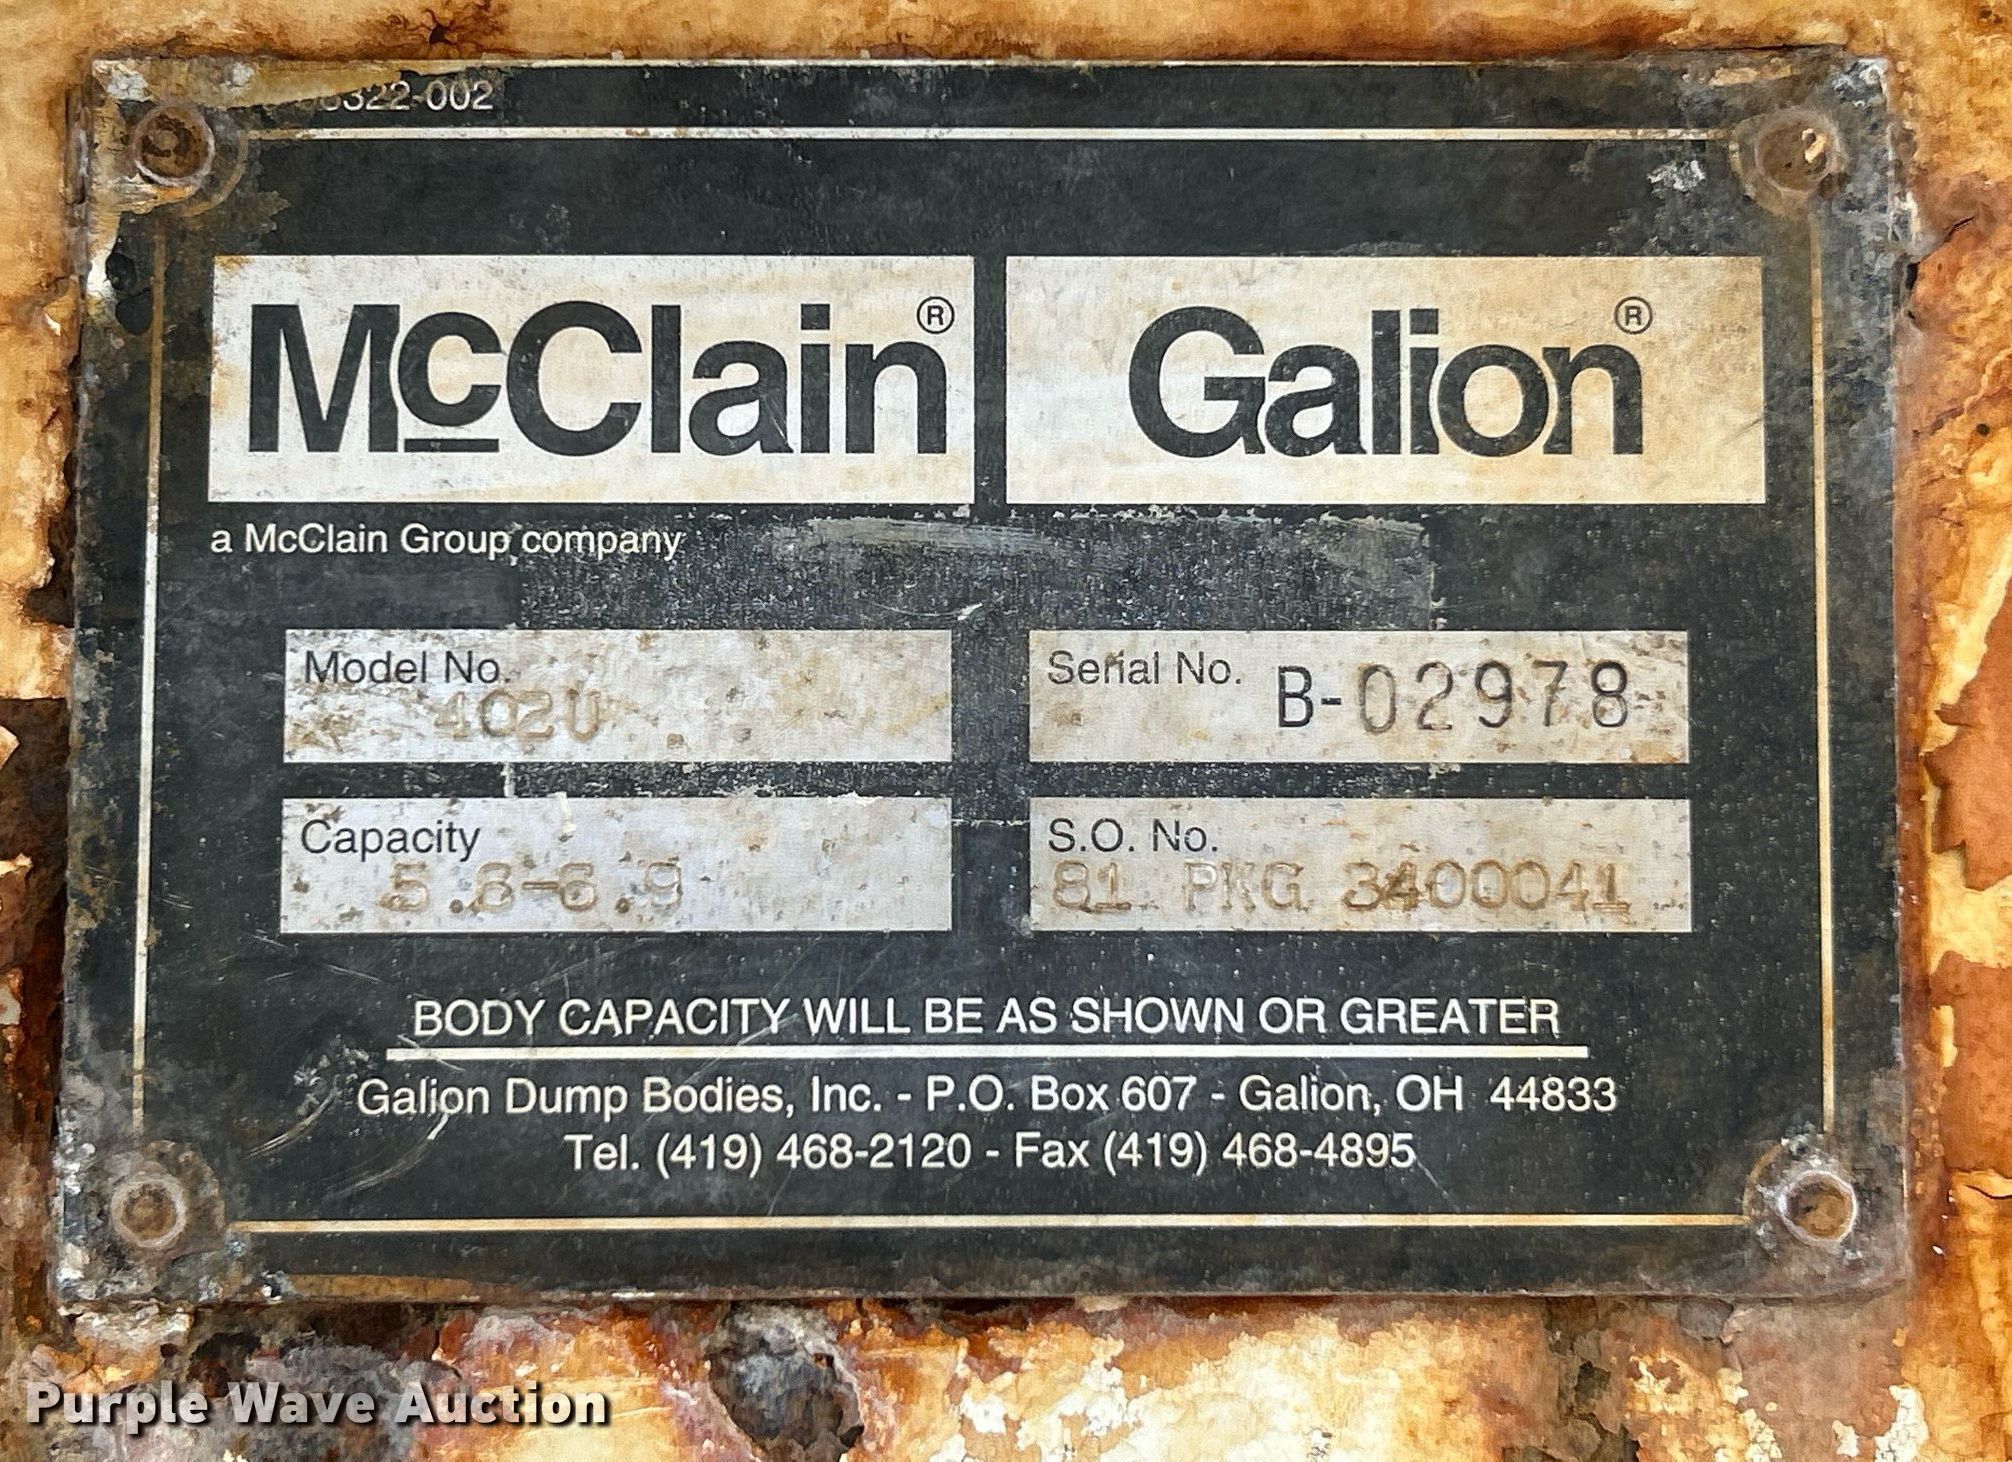 322-002
McClain® Galion®
a McClain Group company
Model No. 402U
Serial No. B-02978
Capacity 5.6-6.9
S.O. No. 81 PKG 3400041
BODY CAPACITY WILL BE AS SHOWN OR GREATER
Galion Dump Bodies, Inc. - P.O. Box 607 - Galion, OH 44833
Tel. (419) 468-2120 - Fax (419) 468-4895
Purple Wave Auction